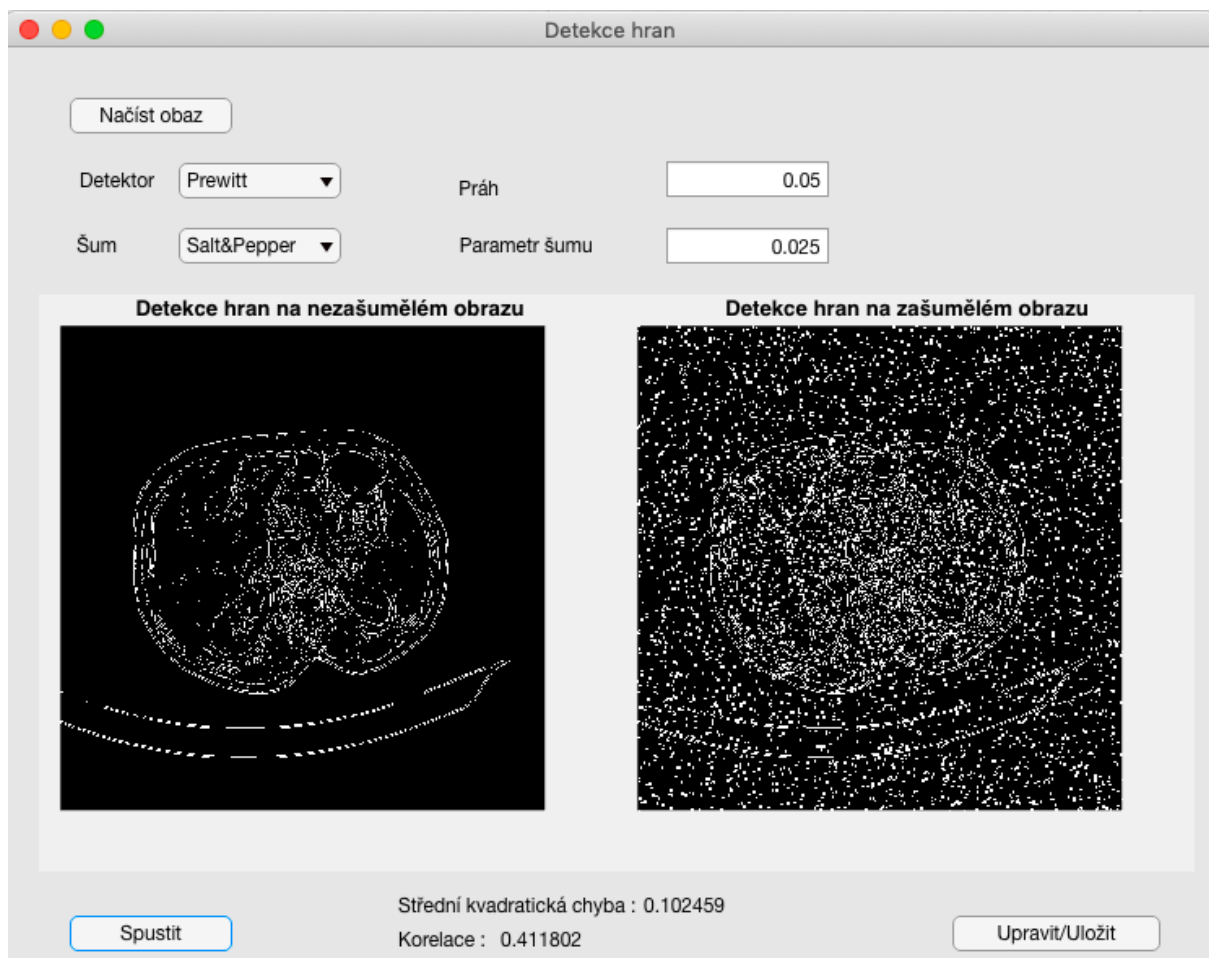 Detekce hran
Načíst obaz
Detektor Prewitt Práh 0.05
Šum Salt&Pepper Parametr šumu 0.025
Detekce hran na nezašumělém obrazu Detekce hran na zašumělém obrazu
Střední kvadratická chyba : 0.102459
Spustit Korelace : 0.411802 Upravit/Uložit